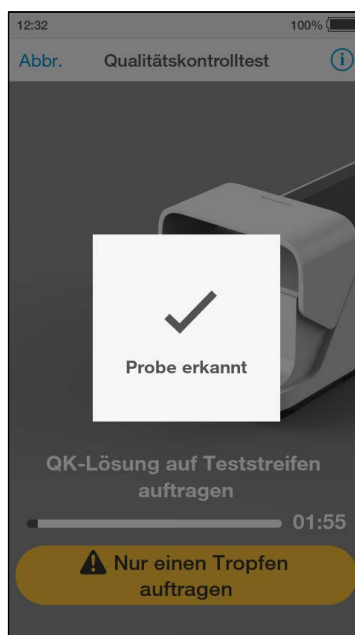 12:32 100%
Abbr. Qualitätskontrolltest i
Probe erkannt
QK-Lösung auf Teststreifen
auftragen
01:55
Nur einen Tropfen
auftragen